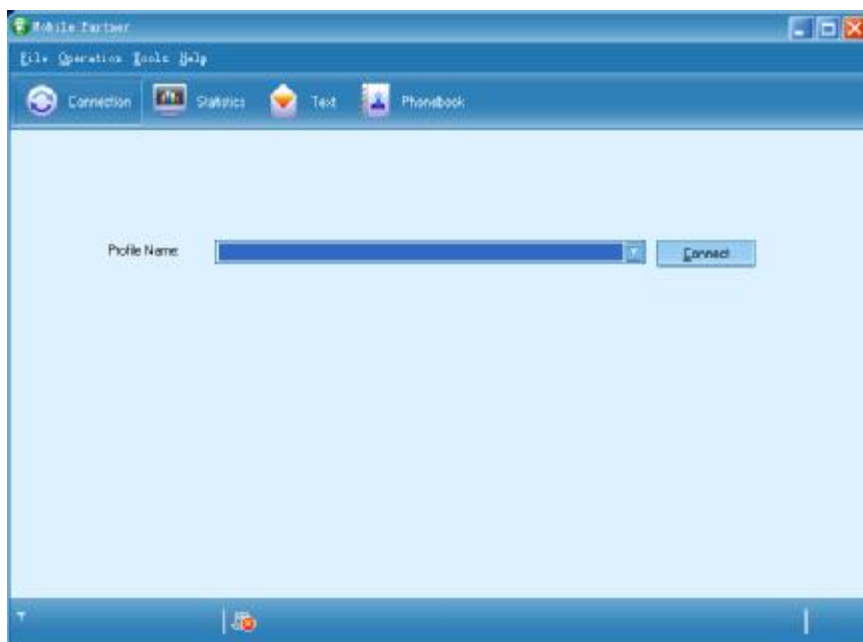 Mobile Partner
File Operation Tools Help
Connection Statistics Text Phonebook
Profile Name: Connect